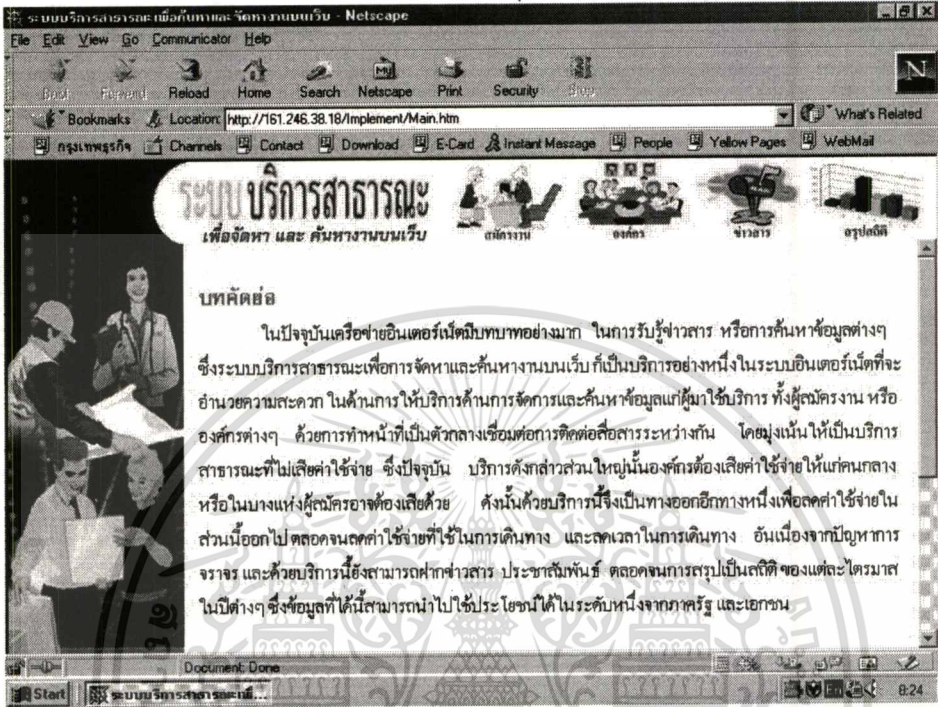 ระบบบริการสาธารณะเพื่อค้นหาและจัดหางานบนเว็บ - Netscape
File Edit View Go Communicator Help
Back Forward Reload Home Search Netscape Print Security Stop
Bookmarks Location: http://161.246.38.18/Implement/Main.htm What's Related
กรุงเทพธุรกิจ Channels Contact Download E-Card Instant Message People Yellow Pages WebMail
ระบบบริการสาธารณะ
เพื่อจัดหา และ ค้นหางานบนเว็บ
สมัครงาน องค์กร ข่าวสาร สรุปสถิติ
บทคัดย่อ
ในปัจจุบันเครือข่ายอินเตอร์เน็ตมีบทบาทอย่างมาก ในการรับรู้ข่าวสาร หรือการค้นหาข้อมูลต่างๆ
ซึ่งระบบบริการสาธารณะเพื่อการจัดหาและค้นหางานบนเว็บ ก็เป็นบริการอย่างหนึ่งในระบบอินเตอร์เน็ตที่จะ
อำนวยความสะดวก ในด้านการให้บริการด้านการจัดการและค้นหาข้อมูลแก่ผู้มาใช้บริการ ทั้งผู้สมัครงาน หรือ
องค์กรต่างๆ ด้วยการทำหน้าที่เป็นตัวกลางเชื่อมต่อการติดต่อสื่อสารระหว่างกัน โดยมุ่งเน้นให้เป็นบริการ
สาธารณะที่ไม่เสียค่าใช้จ่าย ซึ่งปัจจุบัน บริการดังกล่าวส่วนใหญ่นั้นองค์กรต้องเสียค่าใช้จ่ายให้แก่คนกลาง
หรือในบางแห่งผู้สมัครอาจต้องเสียด้วย ดังนั้นด้วยบริการนี้จึงเป็นทางออกอีกทางหนึ่งเพื่อลดค่าใช้จ่ายใน
ส่วนนี้ออกไป ตลอดจนลดค่าใช้จ่ายที่ใช้ในการเดินทาง และลดเวลาในการเดินทาง อันเนื่องจากปัญหาการ
จราจร และด้วยบริการนี้ยังสามารถฝากข่าวสาร ประชาสัมพันธ์ ตลอดจนการสรุปเป็นสถิติ ของแต่ละไตรมาส
ในปีต่างๆ ซึ่งข้อมูลที่ได้นี้สามารถนำไปใช้ประโยชน์ได้ในระดับหนึ่งจากภาครัฐ และเอกชน
Document: Done
Start ระบบบริการสาธารณะเพื่... 8:24